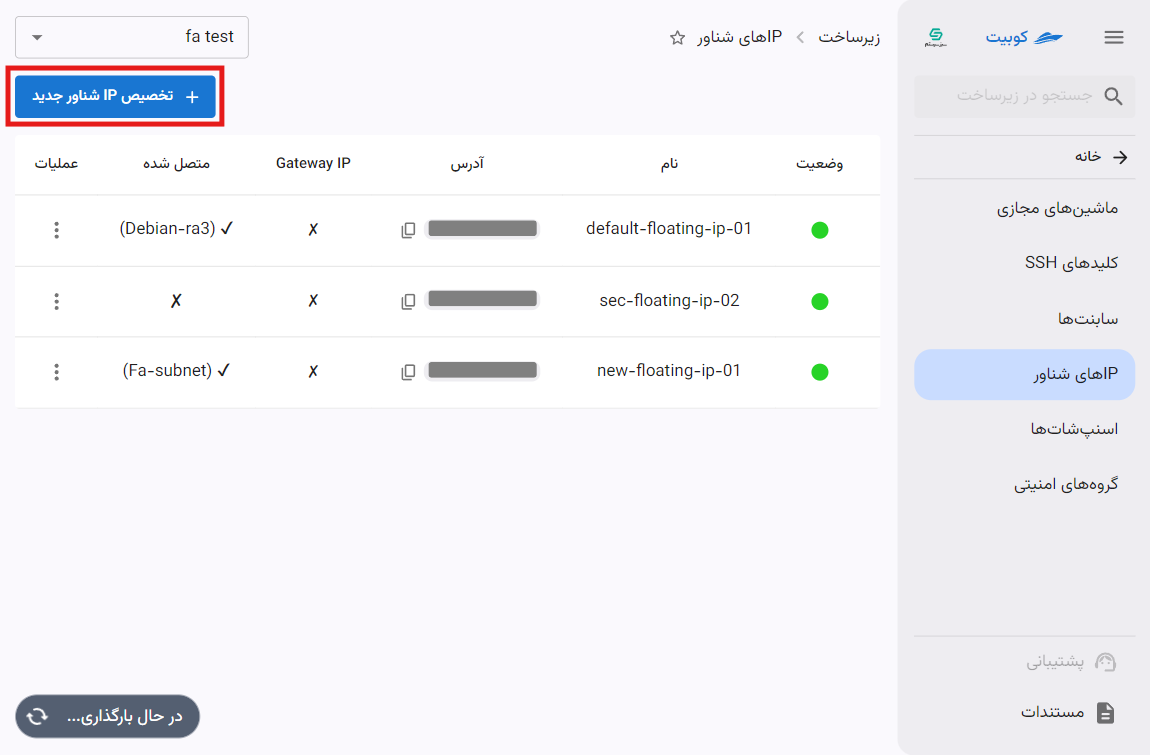 کوبیت
جستجو در زیرساخت
خانه
ماشین‌های مجازی
کلیدهای SSH
سابنت‌ها
IPهای شناور
اسنپ‌شات‌ها
گروه‌های امنیتی
پشتیبانی
مستندات
زیرساخت > IPهای شناور
fa test
+ تخصیص IP شناور جدید
وضعیت نام آدرس Gateway IP متصل شده عملیات
default-floating-ip-01 ✗ ✓ (Debian-ra3)
sec-floating-ip-02 ✗ ✗
new-floating-ip-01 ✗ ✓ (Fa-subnet)
در حال بارگذاری...